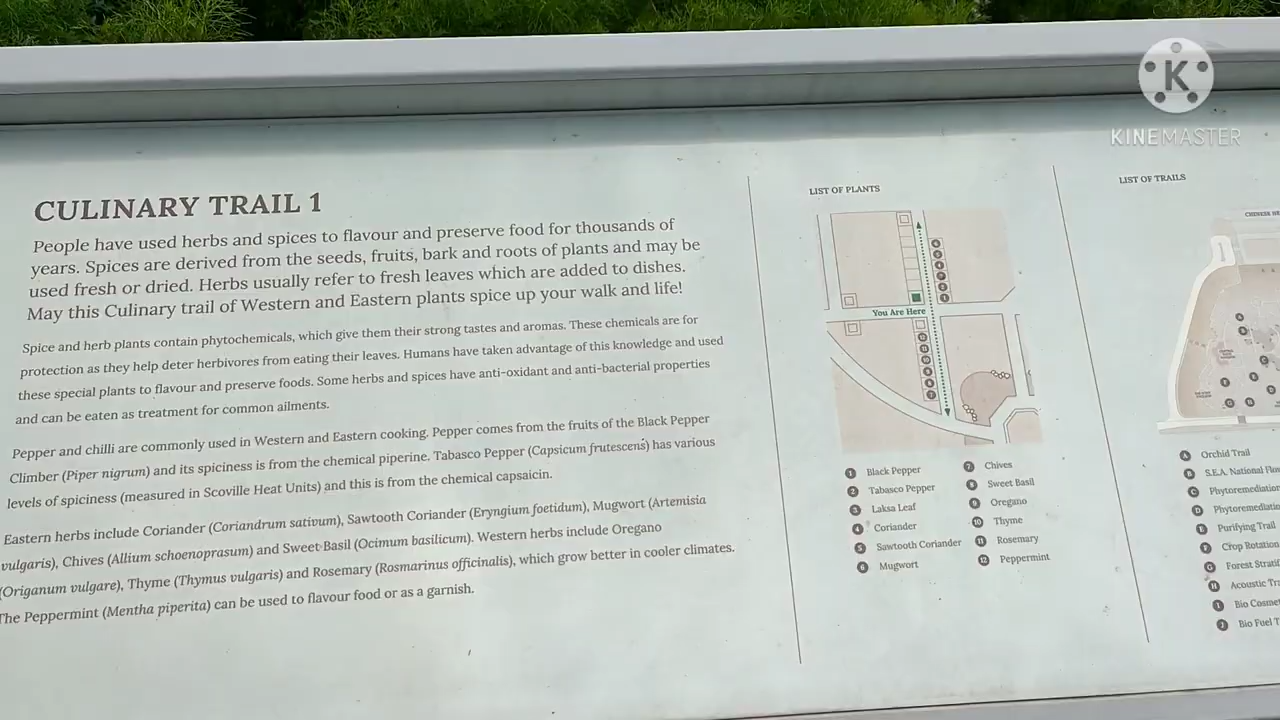 K
KINEMASTER
CULINARY TRAIL 1
People have used herbs and spices to flavour and preserve food for thousands of
years. Spices are derived from the seeds, fruits, bark and roots of plants and may be
used fresh or dried. Herbs usually refer to fresh leaves which are added to dishes.
May this Culinary trail of Western and Eastern plants spice up your walk and life!
Spice and herb plants contain phytochemicals, which give them their strong tastes and aromas. These chemicals are for
protection as they help deter herbivores from eating their leaves. Humans have taken advantage of this knowledge and used
these special plants to flavour and preserve foods. Some herbs and spices have anti-oxidant and anti-bacterial properties
and can be eaten as treatment for common ailments.
Pepper and chilli are commonly used in Western and Eastern cooking. Pepper comes from the fruits of the Black Pepper
Climber (Piper nigrum) and its spiciness is from the chemical piperine. Tabasco Pepper (Capsicum frutescens) has various
levels of spiciness (measured in Scoville Heat Units) and this is from the chemical capsaicin.
Eastern herbs include Coriander (Coriandrum sativum), Sawtooth Coriander (Eryngium foetidum), Mugwort (Artemisia
vulgaris), Chives (Allium schoenoprasum) and Sweet Basil (Ocimum basilicum). Western herbs include Oregano
(Origanum vulgare), Thyme (Thymus vulgaris) and Rosemary (Rosmarinus officinalis), which grow better in cooler climates.
The Peppermint (Mentha piperita) can be used to flavour food or as a garnish.
LIST OF PLANTS
You Are Here
1 Black Pepper
2 Tabasco Pepper
3 Laksa Leaf
4 Coriander
5 Sawtooth Coriander
6 Mugwort
7 Chives
8 Sweet Basil
9 Oregano
10 Thyme
11 Rosemary
12 Peppermint
LIST OF TRAILS
CHINESE
A Orchid Trail
B S.E.A. National
C Phytoremediation
D Phytoremediation
E Purifying Trail
F Crop Rotation
G Forest
H Acoustic
I Bio
J Bio Fuel